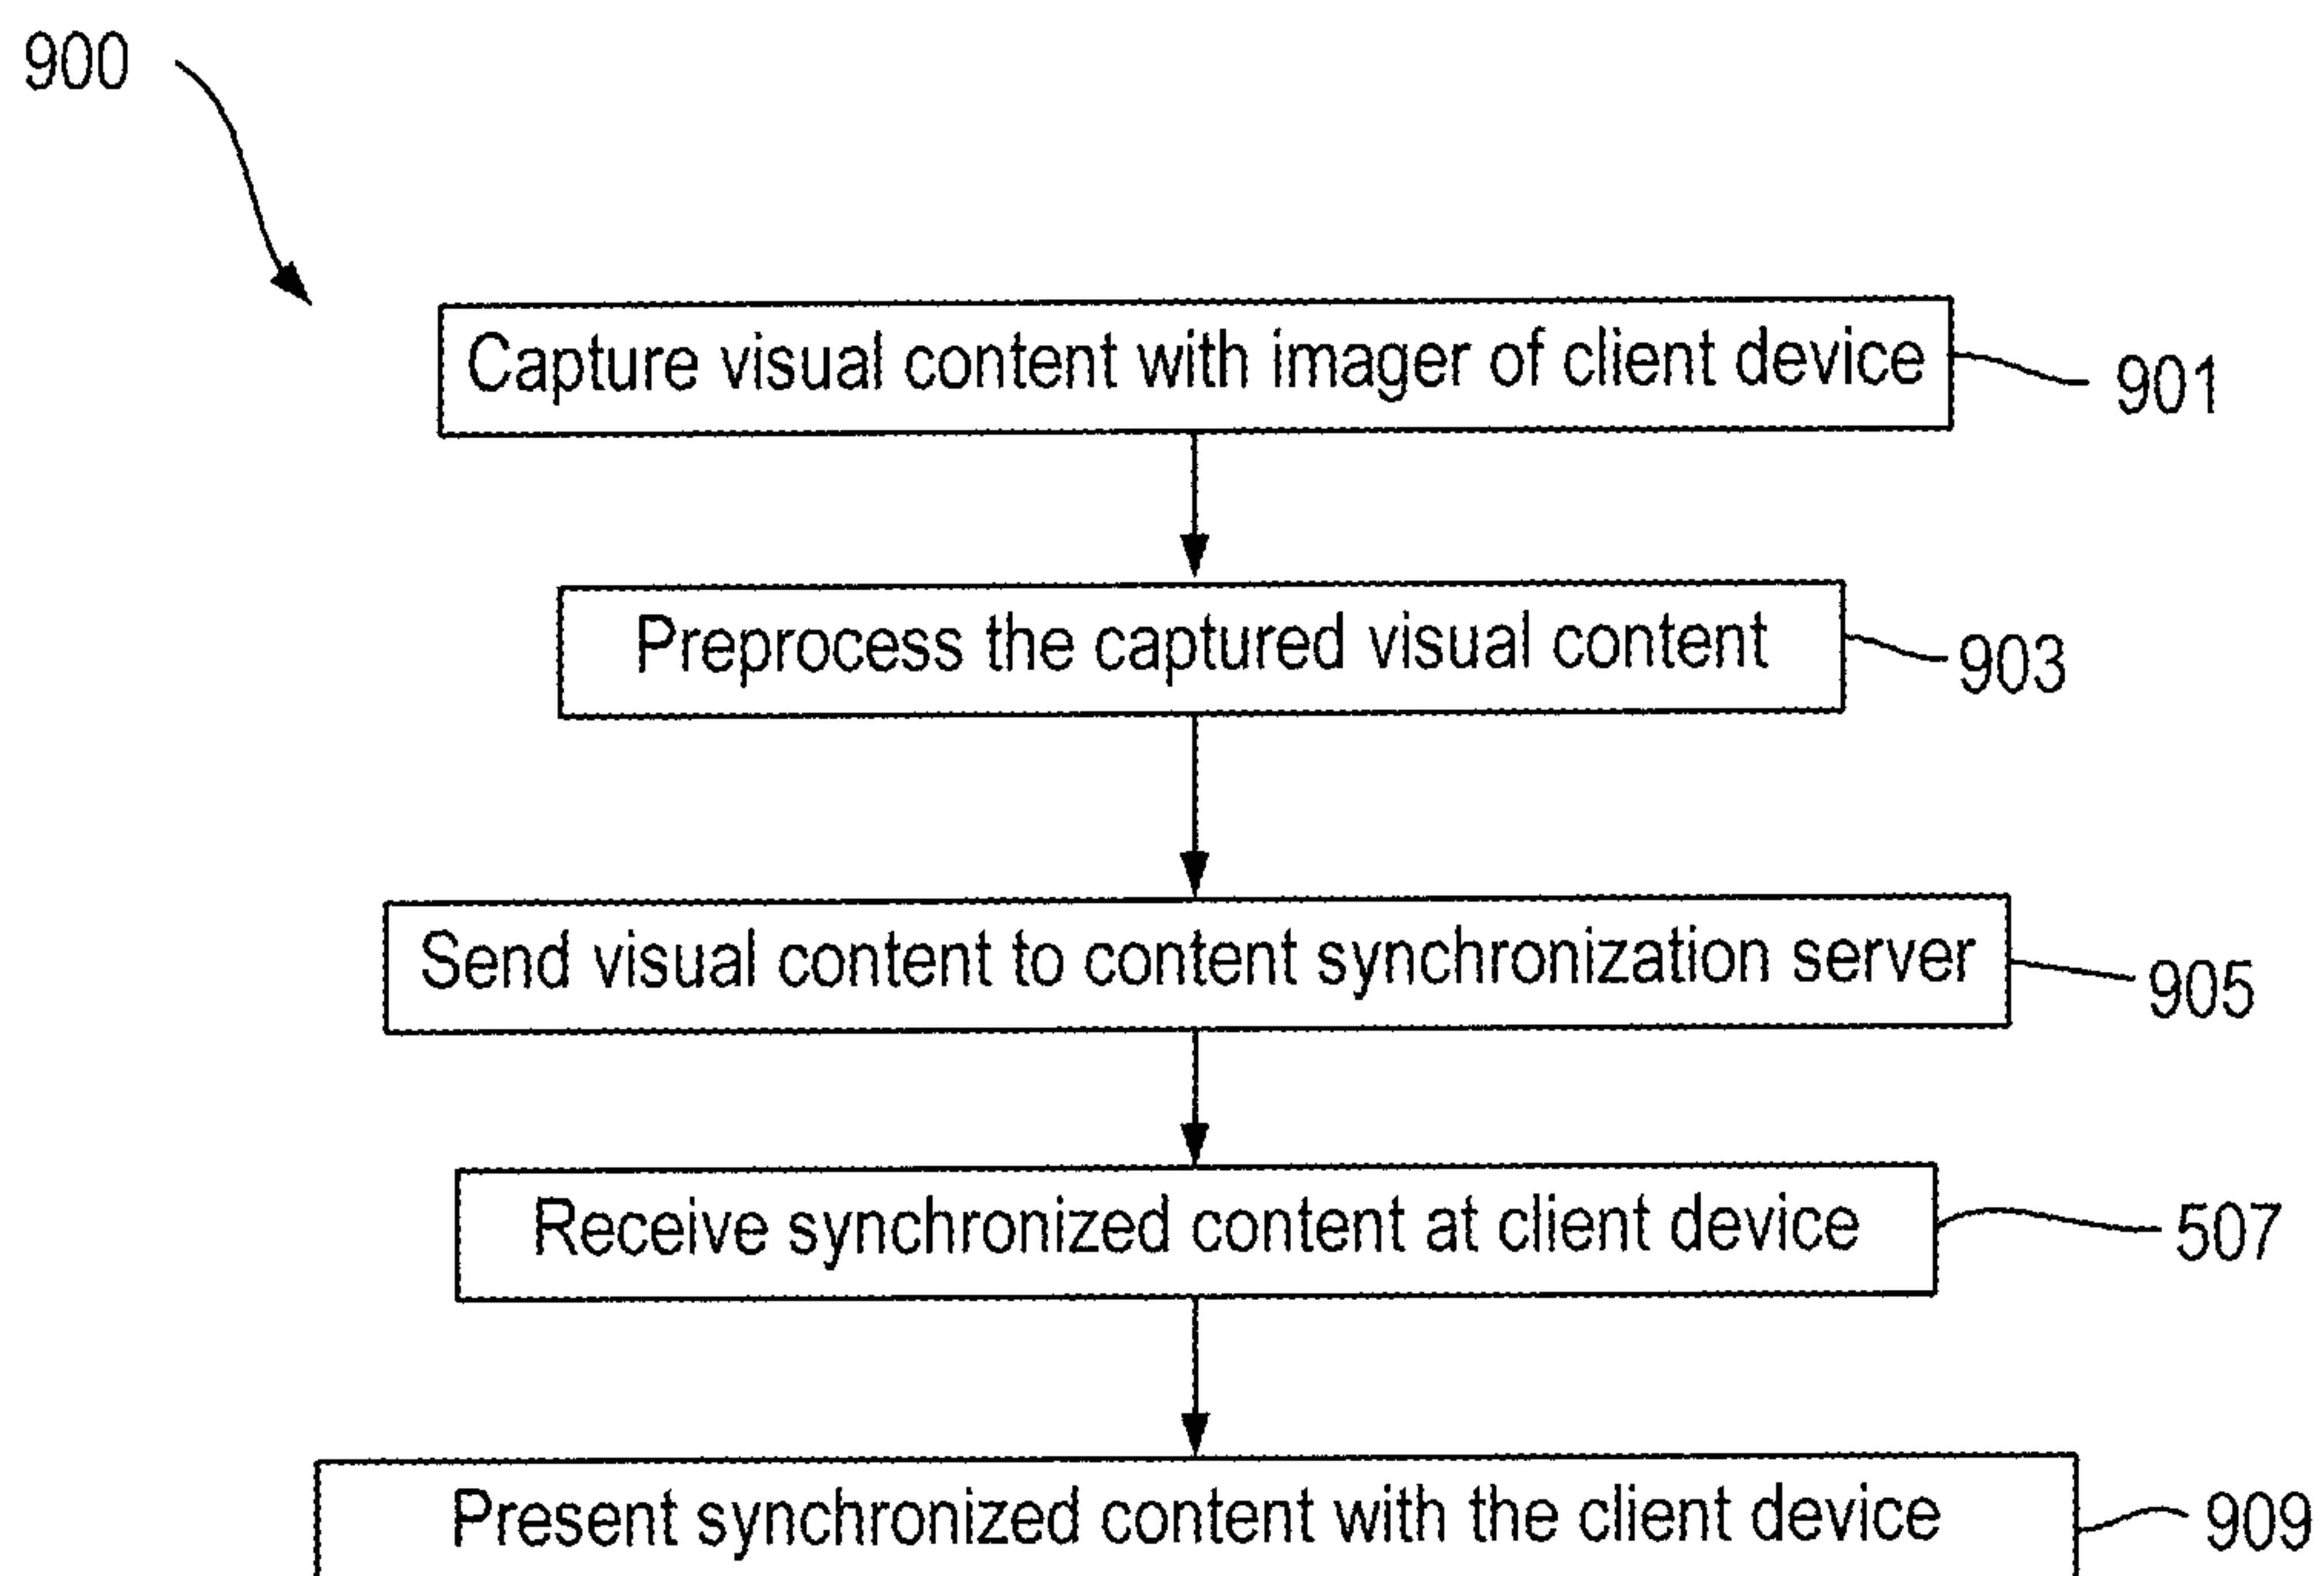 900
Capture visual content with imager of client device
901
Preprocess the captured visual content
903
Send visual content to content synchronization server
905
Receive synchronized content at client device
507
Present synchronized content with the client device
909